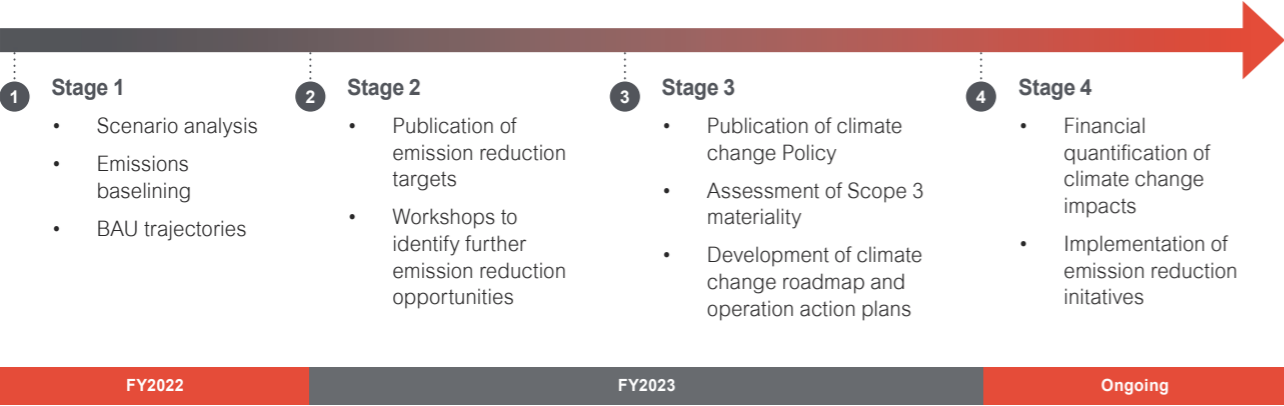 1
Stage 1
• Scenario analysis
• Emissions
baselining
• BAU trajectories
2
Stage 2
• Publication of
emission reduction
targets
• Workshops to
identify further
emission reduction
opportunities
3
Stage 3
• Publication of climate
change Policy
• Assessment of Scope 3
materiality
• Development of climate
change roadmap and
operation action plans
4
Stage 4
• Financial
quantification of
climate change
impacts
• Implementation of
emission reduction
initatives
FY2022
FY2023
Ongoing